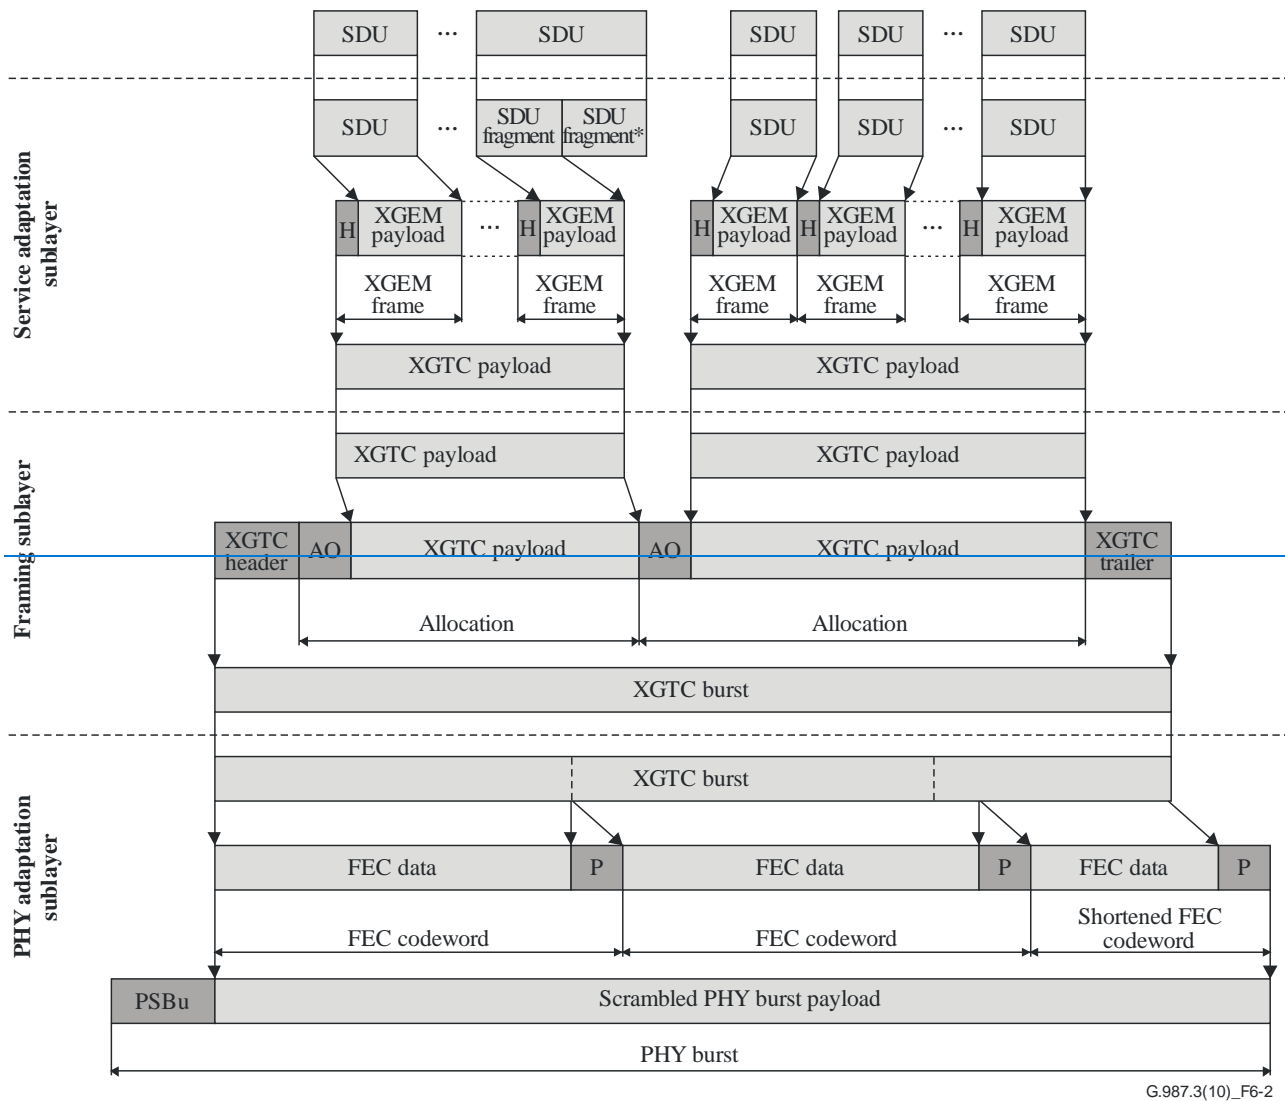 SDU ... SDU SDU SDU ... SDU
SDU ... SDU fragment SDU fragment* SDU SDU ... SDU
Service adaptation
sublayer
H XGEM payload ... H XGEM payload H XGEM payload H XGEM payload ... H XGEM payload
XGEM frame XGEM frame XGEM frame XGEM frame XGEM frame
XGTC payload XGTC payload
Framing sublayer
XGTC payload XGTC payload
XGTC header AO XGTC payload AO XGTC payload XGTC trailer
Allocation Allocation
XGTC burst
PHY adaptation
sublayer
XGTC burst
FEC data P FEC data P FEC data P
FEC codeword FEC codeword Shortened FEC codeword
PSBu Scrambled PHY burst payload
PHY burst
G.987.3(10)_F6-2